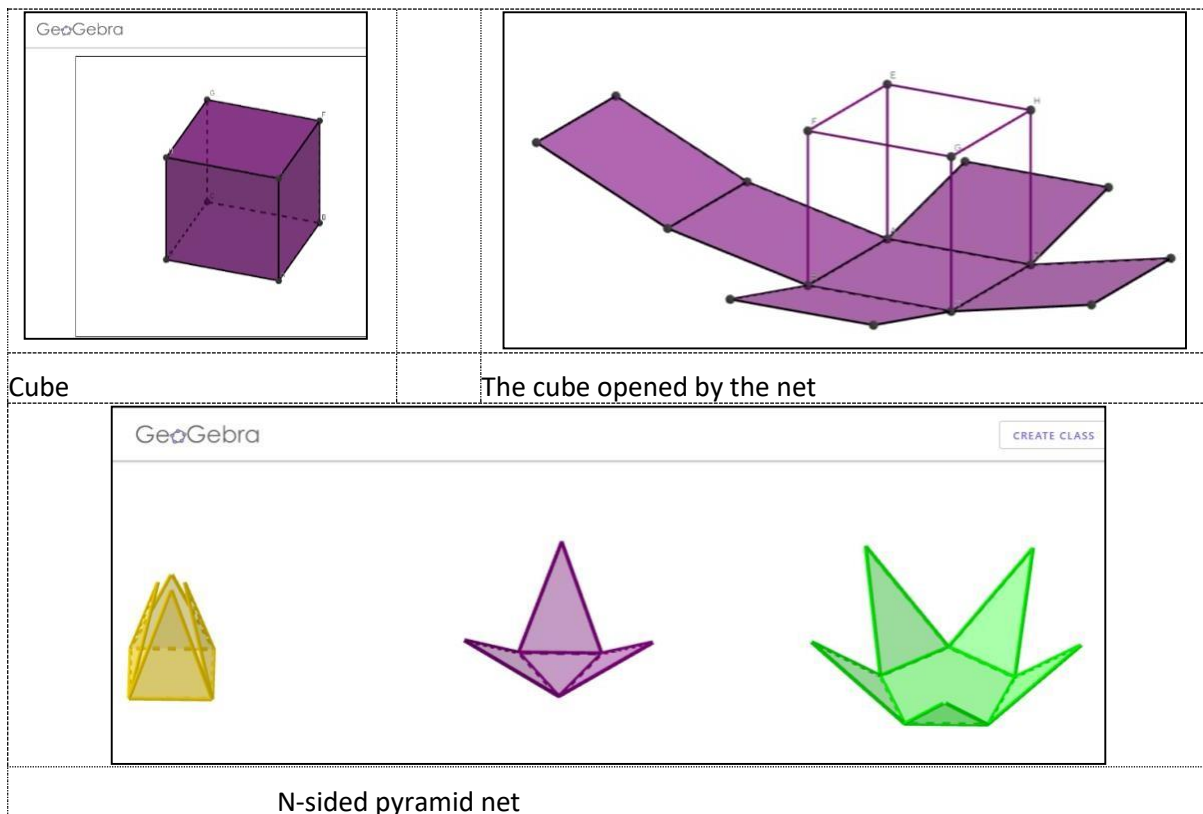 GeoGebra
G
F
B
E
F
H
G
Cube
The cube opened by the net
GeoGebra
CREATE CLASS
N-sided pyramid net